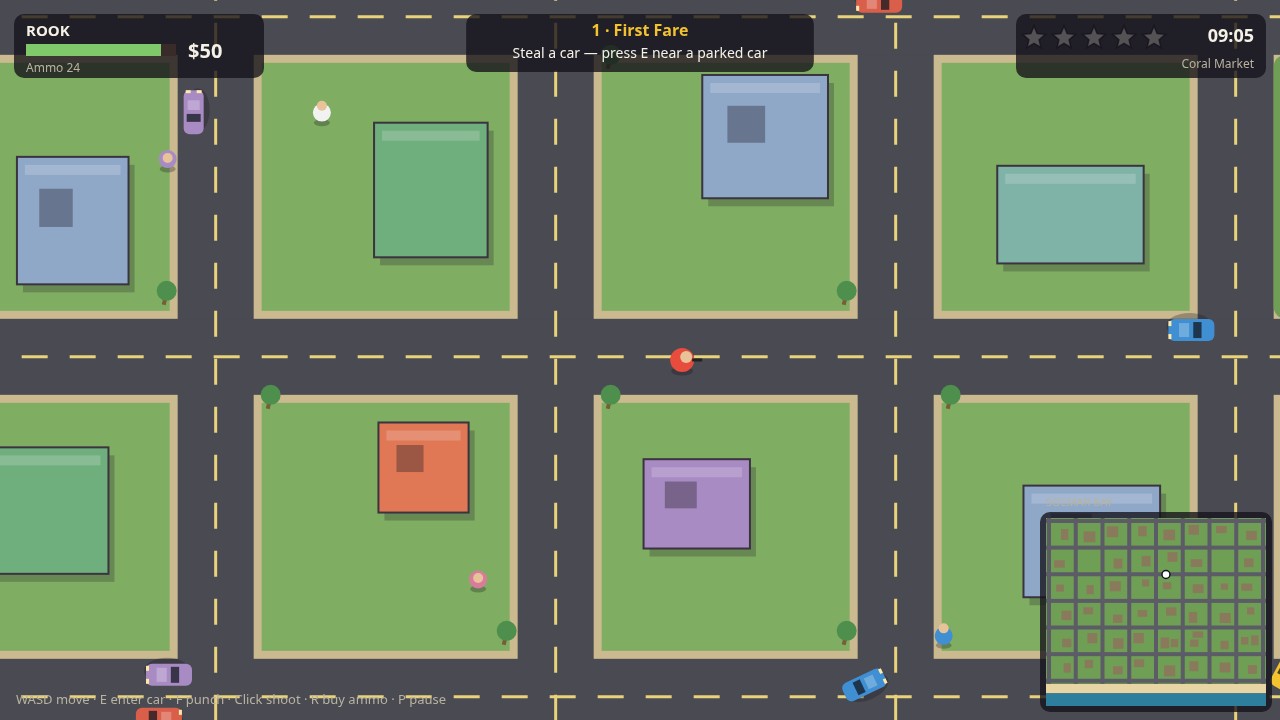 ROOK
$50
Ammo 24
1 · First Fare
Steal a car — press E near a parked car
09:05
Coral Market
WASD move · E enter car · F punch · Click shoot · R buy ammo · P pause